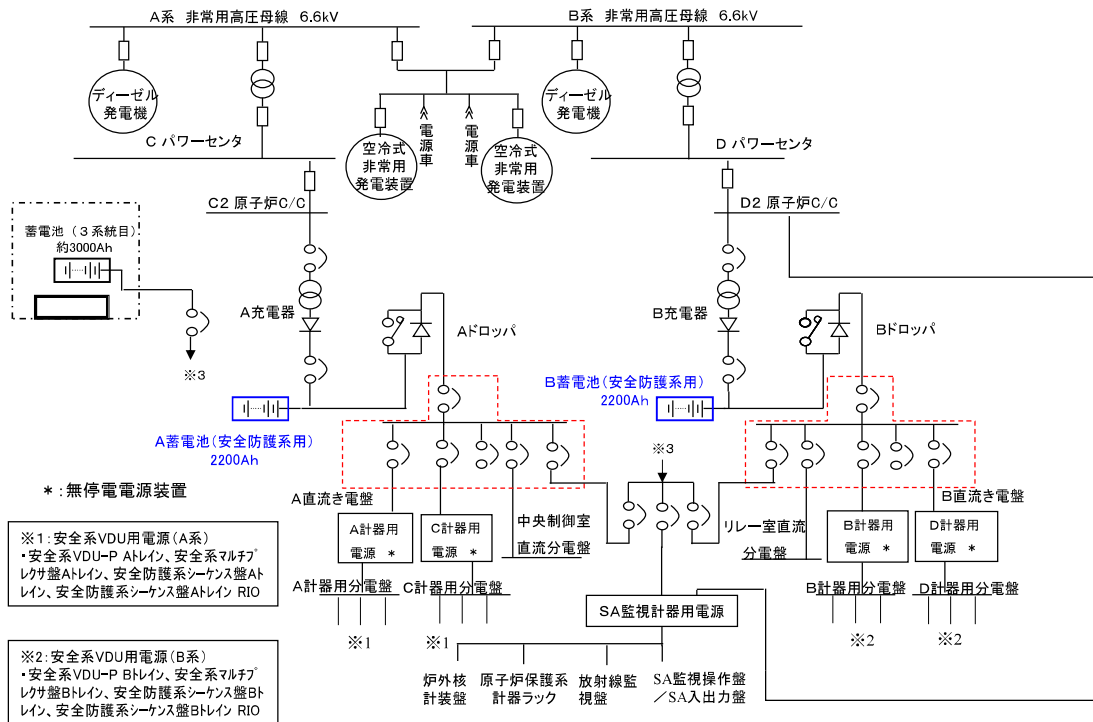 A系 非常用高圧母線 6.6kV
B系 非常用高圧母線 6.6kV
ディーゼル
発電機
電源車
電源車
ディーゼル
発電機
C パワーセンタ
空冷式
非常用
発電装置
空冷式
非常用
発電装置
D パワーセンタ
C2 原子炉C/C
D2 原子炉C/C
蓄電池(3系統目)
約3000Ah
※3
A充電器
Aドロッパ
B充電器
Bドロッパ
A蓄電池(安全防護系用)
2200Ah
B蓄電池(安全防護系用)
2200Ah
※3
*:無停電電源装置
A直流き電盤
B直流き電盤
A計器用
電源 *
C計器用
電源 *
中央制御室
直流分電盤
リレー室直流
分電盤
B計器用
電源 *
D計器用
電源 *
A計器用分電盤
C計器用分電盤
B計器用分電盤
D計器用分電盤
※1
※1
※2
※2
SA監視計器用電源
炉外核
計装盤
原子炉保護系
計器ラック
放射線監
視盤
SA監視操作盤
/SA入出力盤
※1:安全系VDU用電源(A系)
・安全系VDU-P Aトレイン、安全系マルチプ
レクサ盤Aトレイン、安全防護系シーケンス盤Aト
レイン、安全防護系シーケンス盤Aトレイン RIO
※2:安全系VDU用電源(B系)
・安全系VDU-P Bトレイン、安全系マルチプ
レクサ盤Bトレイン、安全防護系シーケンス盤Bト
レイン、安全防護系シーケンス盤Bトレイン RIO